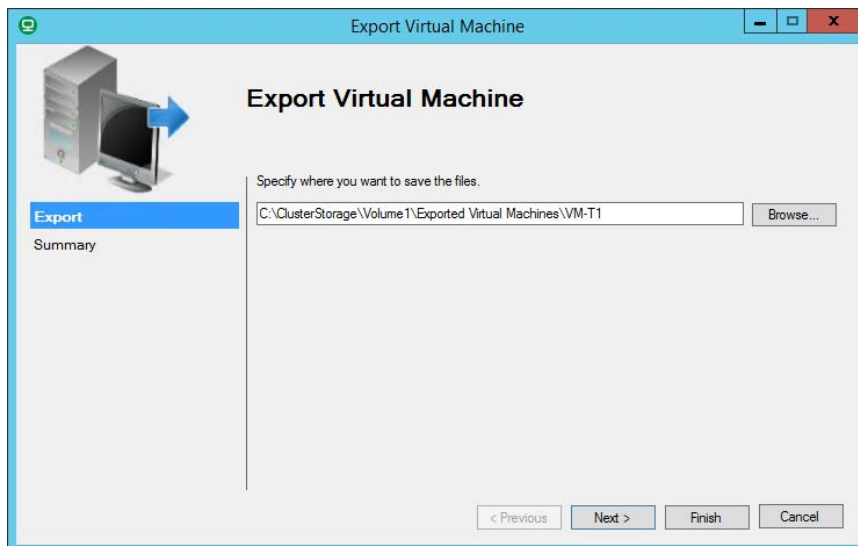 Export Virtual Machine
Export Virtual Machine
Specify where you want to save the files.
C:\ClusterStorage\Volume1\Exported Virtual Machines\VM-T1
Browse...
Export
Summary
< Previous
Next >
Finish
Cancel